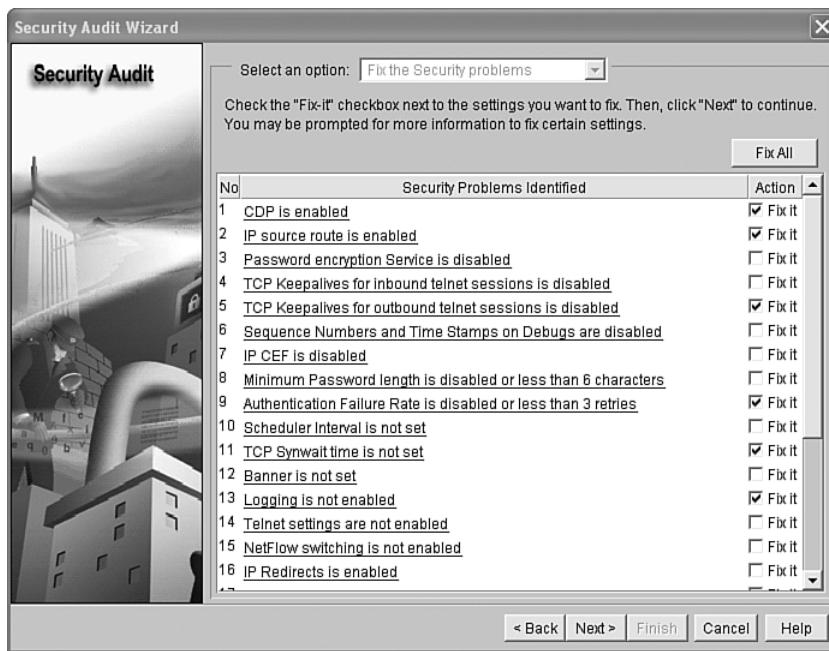 Security Audit Wizard
Security Audit
Select an option: Fix the Security problems
Check the "Fix-it" checkbox next to the settings you want to fix. Then, click "Next" to continue.
You may be prompted for more information to fix certain settings.
Fix All
No Security Problems Identified Action
1 CDP is enabled Fix it
2 IP source route is enabled Fix it
3 Password encryption Service is disabled Fix it
4 TCP Keepalives for inbound telnet sessions is disabled Fix it
5 TCP Keepalives for outbound telnet sessions is disabled Fix it
6 Sequence Numbers and Time Stamps on Debugs are disabled Fix it
7 IP CEF is disabled Fix it
8 Minimum Password length is disabled or less than 6 characters Fix it
9 Authentication Failure Rate is disabled or less than 3 retries Fix it
10 Scheduler Interval is not set Fix it
11 TCP Synwait time is not set Fix it
12 Banner is not set Fix it
13 Logging is not enabled Fix it
14 Telnet settings are not enabled Fix it
15 NetFlow switching is not enabled Fix it
16 IP Redirects is enabled Fix it
< Back Next > Finish Cancel Help